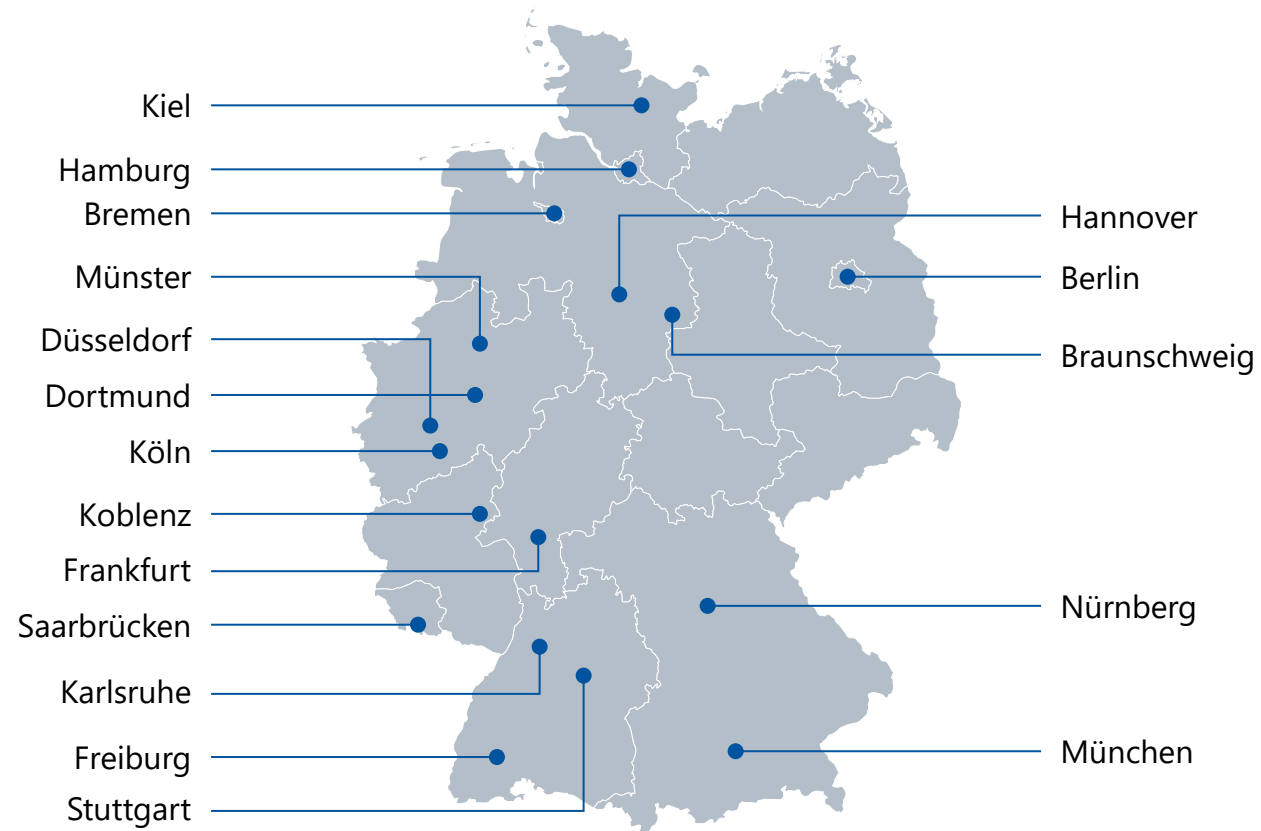 Kiel
Hamburg
Bremen
Münster
Düsseldorf
Dortmund
Köln
Koblenz
Frankfurt
Saarbrücken
Karlsruhe
Freiburg
Stuttgart
Hannover
Berlin
Braunschweig
Nürnberg
München